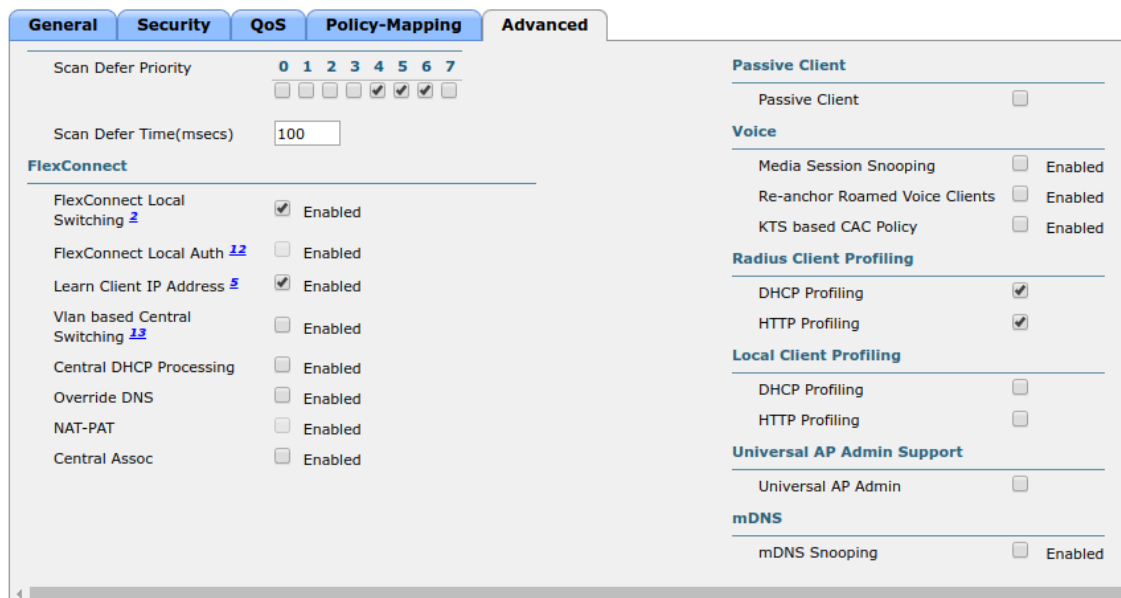 General Security QoS Policy-Mapping Advanced
Scan Defer Priority 0 1 2 3 4 5 6 7
Scan Defer Time(msecs) 100
FlexConnect
FlexConnect Local
Switching 2 Enabled
FlexConnect Local Auth 12 Enabled
Learn Client IP Address 5 Enabled
Vlan based Central
Switching 13 Enabled
Central DHCP Processing Enabled
Override DNS Enabled
NAT-PAT Enabled
Central Assoc Enabled
Passive Client
Passive Client
Voice
Media Session Snooping Enabled
Re-anchor Roamed Voice Clients Enabled
KTS based CAC Policy Enabled
Radius Client Profiling
DHCP Profiling
HTTP Profiling
Local Client Profiling
DHCP Profiling
HTTP Profiling
Universal AP Admin Support
Universal AP Admin
mDNS
mDNS Snooping Enabled